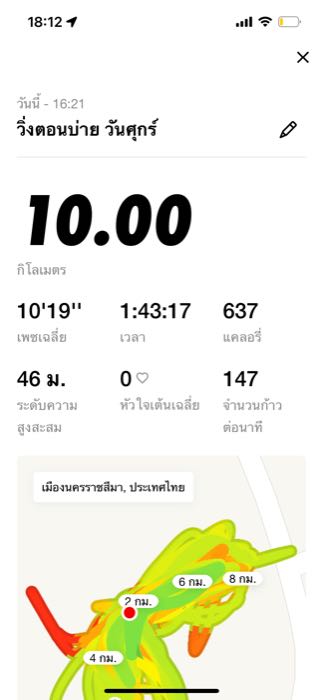 18:12
วันนี้ - 16:21
วิ่งตอนบ่าย วันศุกร์
10.00
กิโลเมตร
10'19''
1:43:17
637
เพซเฉลี่ย
เวลา
แคลอรี่
46 ม.
0
147
ระดับความ
สูงสะสม
หัวใจเต้นเฉลี่ย
จำนวนก้าว
ต่อนาที
เมืองนครราชสีมา, ประเทศไทย
6 กม.
8 กม.
2 กม.
4 กม.